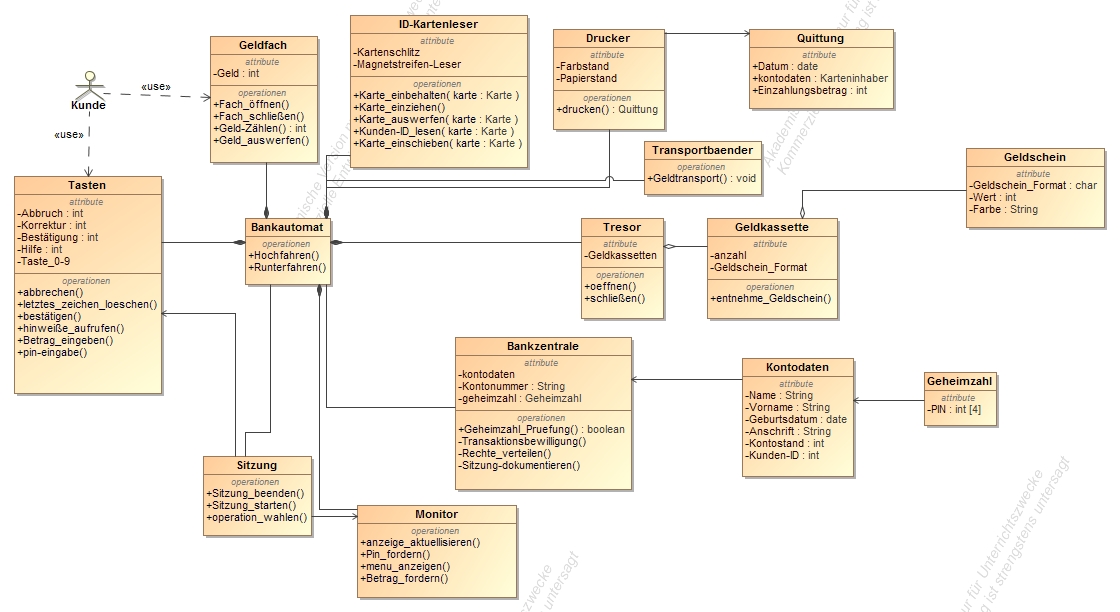 ID-Kartenleser
attribute
-Kartenschlitz
-Magnetstreifen-Leser
operationen
+Karte_einbehalten( karte : Karte )
+Karte_einziehen()
+Karte_auswerfen( karte : Karte )
+Kunden-ID_lesen( karte : Karte )
+Karte_einschieben( karte : Karte )
Geldfach
attribute
-Geld : int
operationen
+Fach_öffnen()
+Fach_schließen()
+Geld-Zählen() : int
+Geld_auswerfen()
Drucker
attribute
-Farbstand
-Papierstand
operationen
+drucken() : Quittung
Quittung
attribute
+Datum : date
+kontodaten : Karteninhaber
+Einzahlungsbetrag : int
«use»
Kunde
«use»
Transportbaender
operationen
+Geldtransport() : void
Geldschein
attribute
-Geldschein_Format : char
-Wert : int
-Farbe : String
Tasten
attribute
-Abbruch : int
-Korrektur : int
-Bestätigung : int
-Hilfe : int
-Taste_0-9
operationen
+abbrechen()
+letztes_zeichen_loeschen()
+bestätigen()
+hinweiße_aufrufen()
+Betrag_eingeben()
+pin-eingabe()
Bankautomat
operationen
+Hochfahren()
+Runterfahren()
Tresor
attribute
-Geldkassetten
operationen
+oeffnen()
+schließen()
Geldkassette
attribute
-anzahl
-Geldschein_Format
operationen
+entnehme_Geldschein()
Bankzentrale
attribute
-kontodaten
-Kontonummer : String
-geheimzahl : Geheimzahl
operationen
+Geheimzahl_Pruefung() : boolean
-Transaktionsbewilligung()
-Rechte_verteilen()
-Sitzung-dokumentieren()
Kontodaten
attribute
-Name : String
-Vorname : String
-Geburtsdatum : date
-Anschrift : String
-Kontostand : int
-Kunden-ID : int
Geheimzahl
attribute
-PIN : int [4]
Sitzung
operationen
+Sitzung_beenden()
+Sitzung_starten()
+operation_wahlen()
Monitor
operationen
+anzeige_aktuellisieren()
+Pin_fordern()
+menu_anzeigen()
+Betrag_fordern()
ur für Unterrichtszwecke
g ist strengstens untersagt